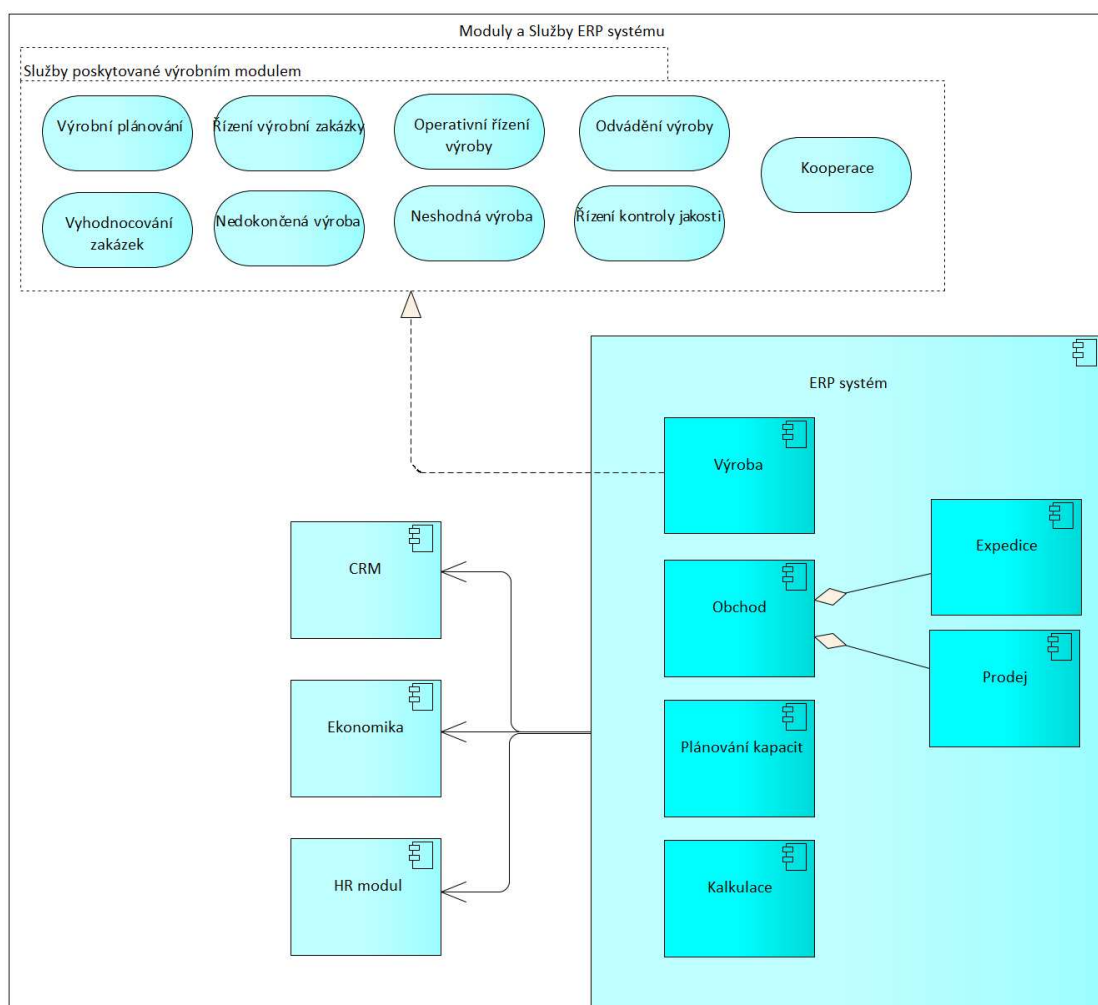 Moduly a Služby ERP systému
Služby poskytované výrobním modulem
Výrobní plánování
Řízení výrobní zakázky
Operativní řízení
výroby
Odvádění výroby
Kooperace
Vyhodnocování
zakázek
Nedokončená výroba
Neshodná výroba
Řízení kontroly jakosti
ERP systém
Výroba
Expedice
CRM
Obchod
Prodej
Ekonomika
Plánování kapacit
HR modul
Kalkulace